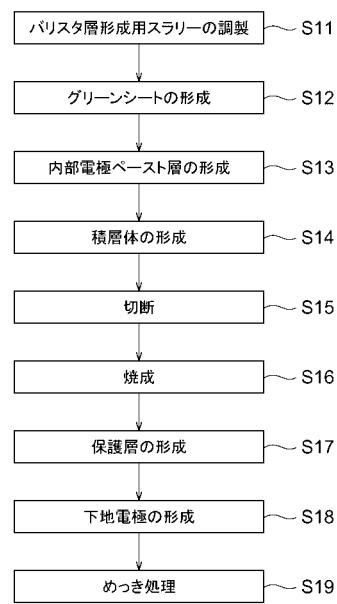 バリスタ層形成用スラリーの調製 S11
グリーンシートの形成 S12
内部電極ペースト層の形成 S13
積層体の形成 S14
切断 S15
焼成 S16
保護層の形成 S17
下地電極の形成 S18
めっき処理 S19